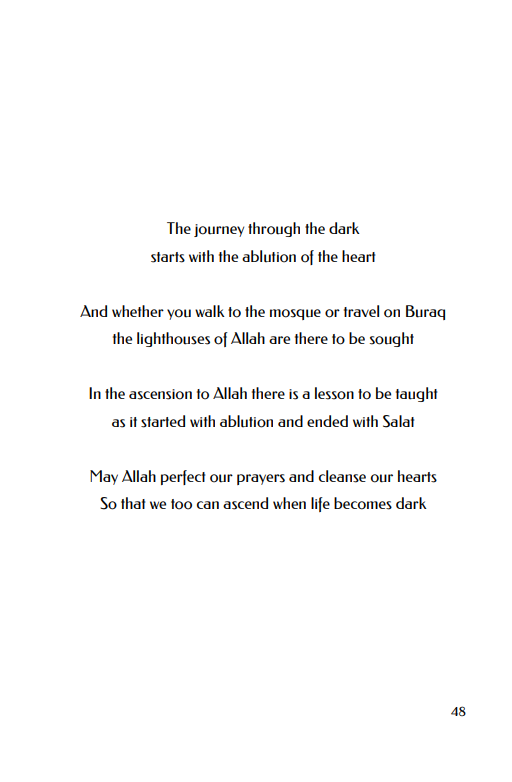 The journey through the dark
starts with the ablution of the heart
And whether you walk to the mosque or travel on Buraq
the lighthouses of Allah are there to be sought
In the ascension to Allah there is a lesson to be taught
as it started with ablution and ended with Salat
May Allah perfect our prayers and cleanse our hearts
So that we too can ascend when life becomes dark
48